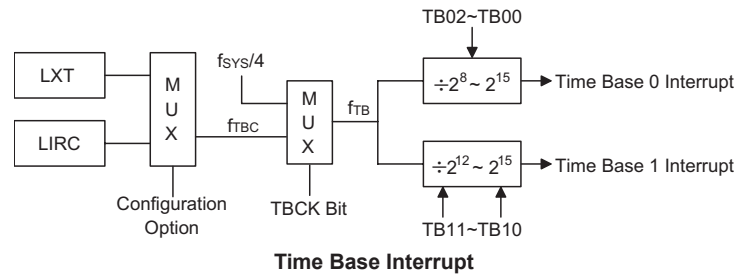 TB02~TB00
LXT
LIRC
M
U
X
Configuration
Option
fSYS/4
fTBC
M
U
X
TBCK Bit
fTB
÷2^8 ~ 2^15
Time Base 0 Interrupt
÷2^12 ~ 2^15
Time Base 1 Interrupt
TB11~TB10
Time Base Interrupt